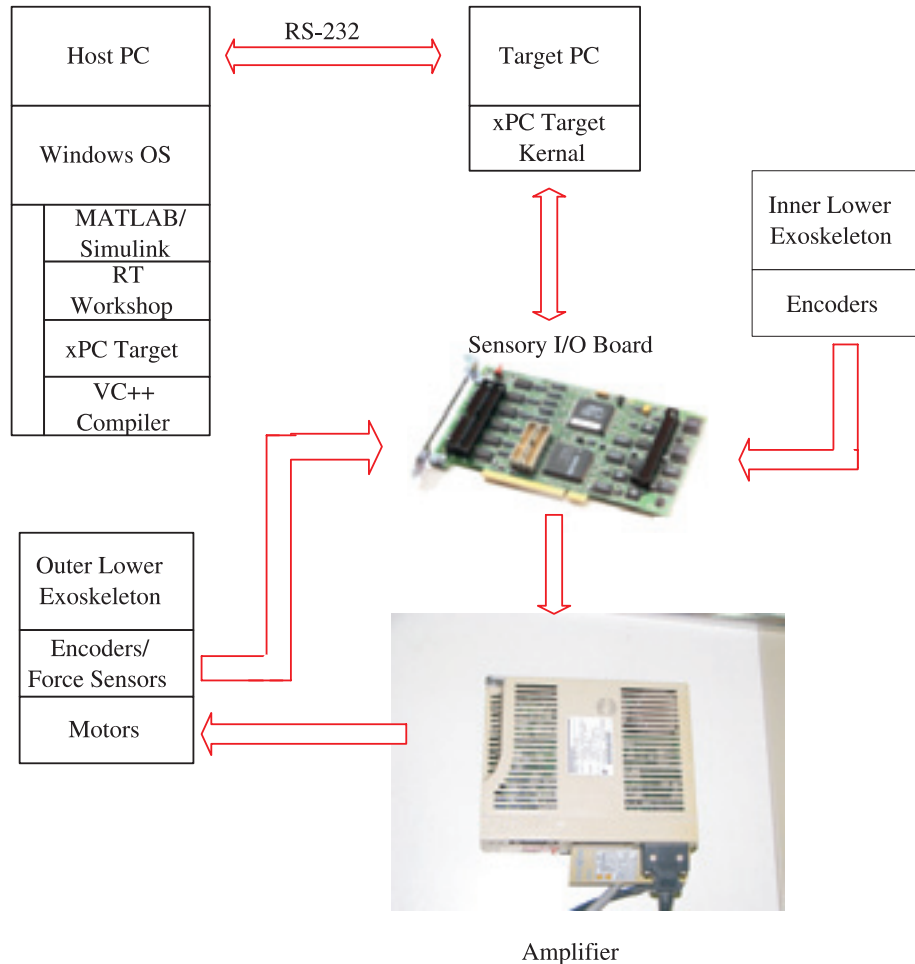 Host PC
RS-232
Target PC
Windows OS
xPC Target
Kernal
MATLAB/
Simulink
RT
Workshop
xPC Target
VC++
Compiler
Inner Lower
Exoskeleton
Encoders
Sensory I/O Board
Outer Lower
Exoskeleton
Encoders/
Force Sensors
Motors
Amplifier